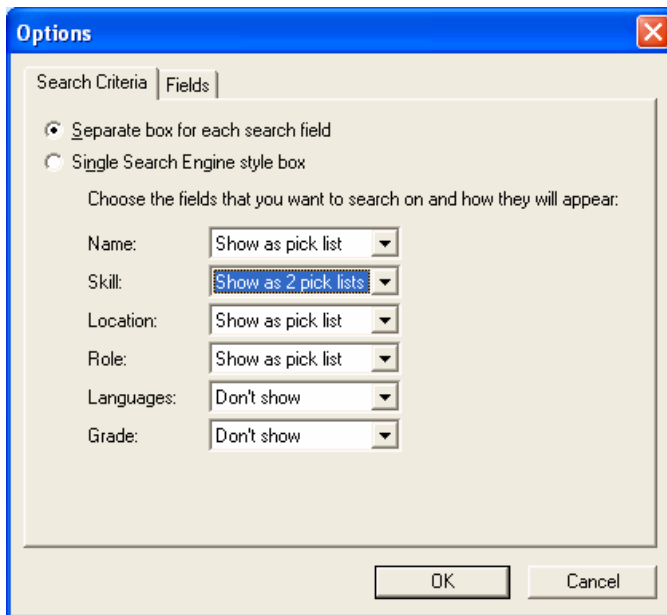 Options
Search Criteria Fields
Separate box for each search field
Single Search Engine style box
Choose the fields that you want to search on and how they will appear:
Name: Show as pick list
Skill: Show as 2 pick lists
Location: Show as pick list
Role: Show as pick list
Languages: Don't show
Grade: Don't show
OK Cancel